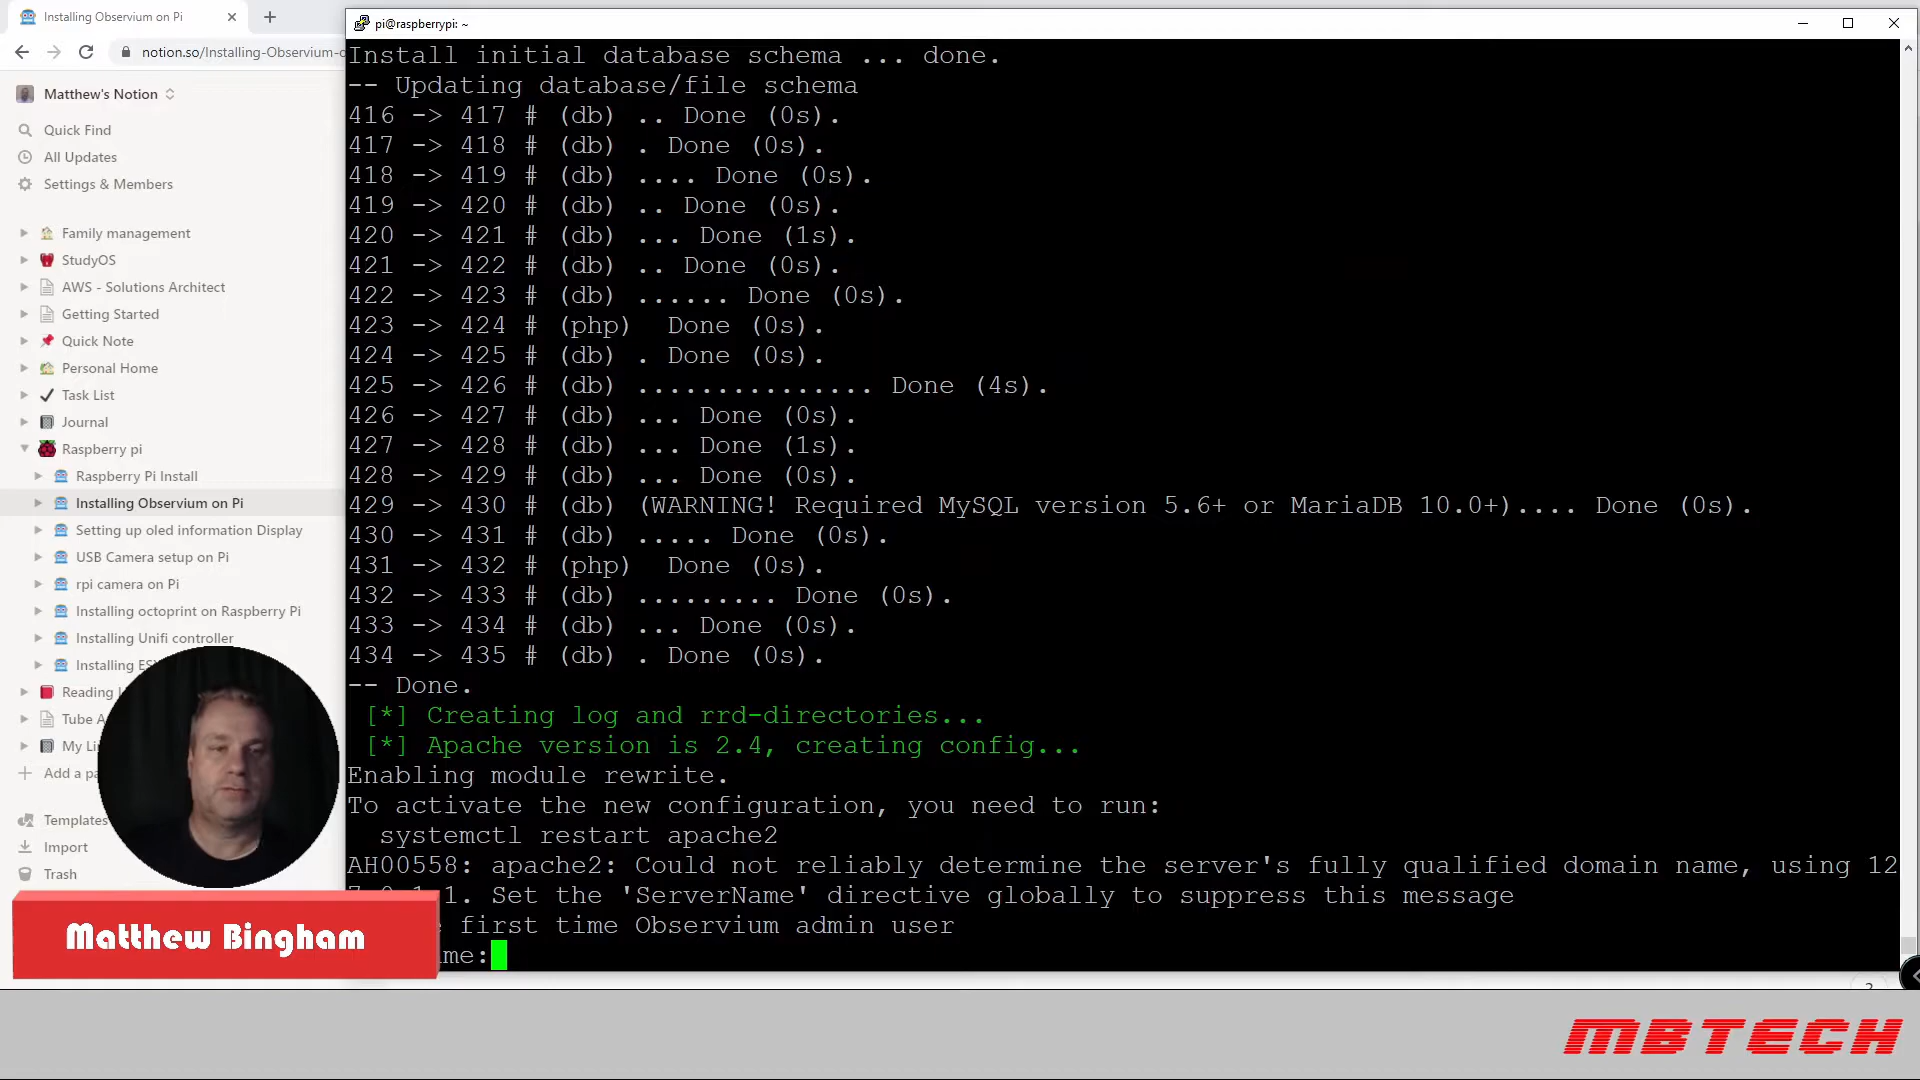 Installing Observium on Pi
pi@raspberrypi: ~
notion.so/Installing-Observium-o
Matthew's Notion
Quick Find
All Updates
Settings & Members
Family management
StudyOS
AWS - Solutions Architect
Getting Started
Quick Note
Personal Home
Task List
Journal
Raspberry pi
Raspberry Pi Install
Installing Observium on Pi
Setting up oled information Display
USB Camera setup on Pi
rpi camera on Pi
Installing octoprint on Raspberry Pi
Installing Unifi controller
Installing
Reading
Tube
My
Add a
Templates
Import
Trash
Install initial database schema ... done.
-- Updating database/file schema
416 -> 417 # (db) .. Done (0s).
417 -> 418 # (db) . Done (0s).
418 -> 419 # (db) .... Done (0s).
419 -> 420 # (db) .. Done (0s).
420 -> 421 # (db) ... Done (1s).
421 -> 422 # (db) .. Done (0s).
422 -> 423 # (db) ...... Done (0s).
423 -> 424 # (php)  Done (0s).
424 -> 425 # (db) . Done (0s).
425 -> 426 # (db) ............... Done (4s).
426 -> 427 # (db) ... Done (0s).
427 -> 428 # (db) ... Done (1s).
428 -> 429 # (db) ... Done (0s).
429 -> 430 # (db) (WARNING! Required MySQL version 5.6+ or MariaDB 10.0+).... Done (0s).
430 -> 431 # (db) ..... Done (0s).
431 -> 432 # (php)  Done (0s).
432 -> 433 # (db) ......... Done (0s).
433 -> 434 # (db) ... Done (0s).
434 -> 435 # (db) . Done (0s).
-- Done.
[*] Creating log and rrd-directories...
[*] Apache version is 2.4, creating config...
Enabling module rewrite.
To activate the new configuration, you need to run:
systemctl restart apache2
AH00558: apache2: Could not reliably determine the server's fully qualified domain name, using 12
7.0.1.1. Set the 'ServerName' directive globally to suppress this message
first time Observium admin user
me:
Matthew Bingham
MBTECH